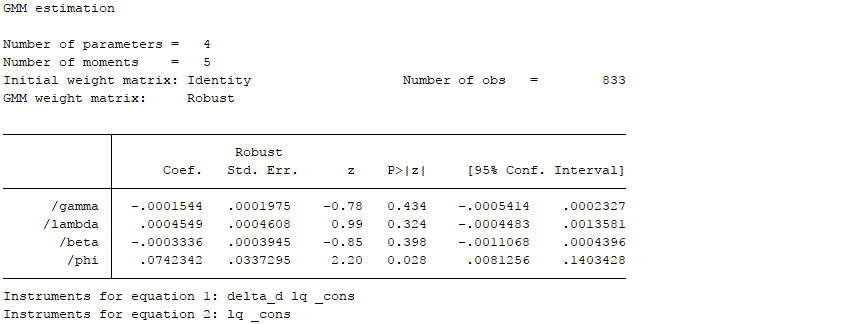 GMM estimation
Number of parameters = 4
Number of moments = 5
Initial weight matrix: Identity Number of obs = 833
GMM weight matrix: Robust
Robust
Coef. Std. Err. z P>|z| [95% Conf. Interval]
/gamma -.0001544 .0001975 -0.78 0.434 -.0005414 .0002327
/lambda .0004549 .0004608 0.99 0.324 -.0004483 .0013581
/beta -.0003336 .0003945 -0.85 0.398 -.0011068 .0004396
/phi .0742342 .0337295 2.20 0.028 .0081256 .1403428
Instruments for equation 1: delta_d lq _cons
Instruments for equation 2: lq _cons